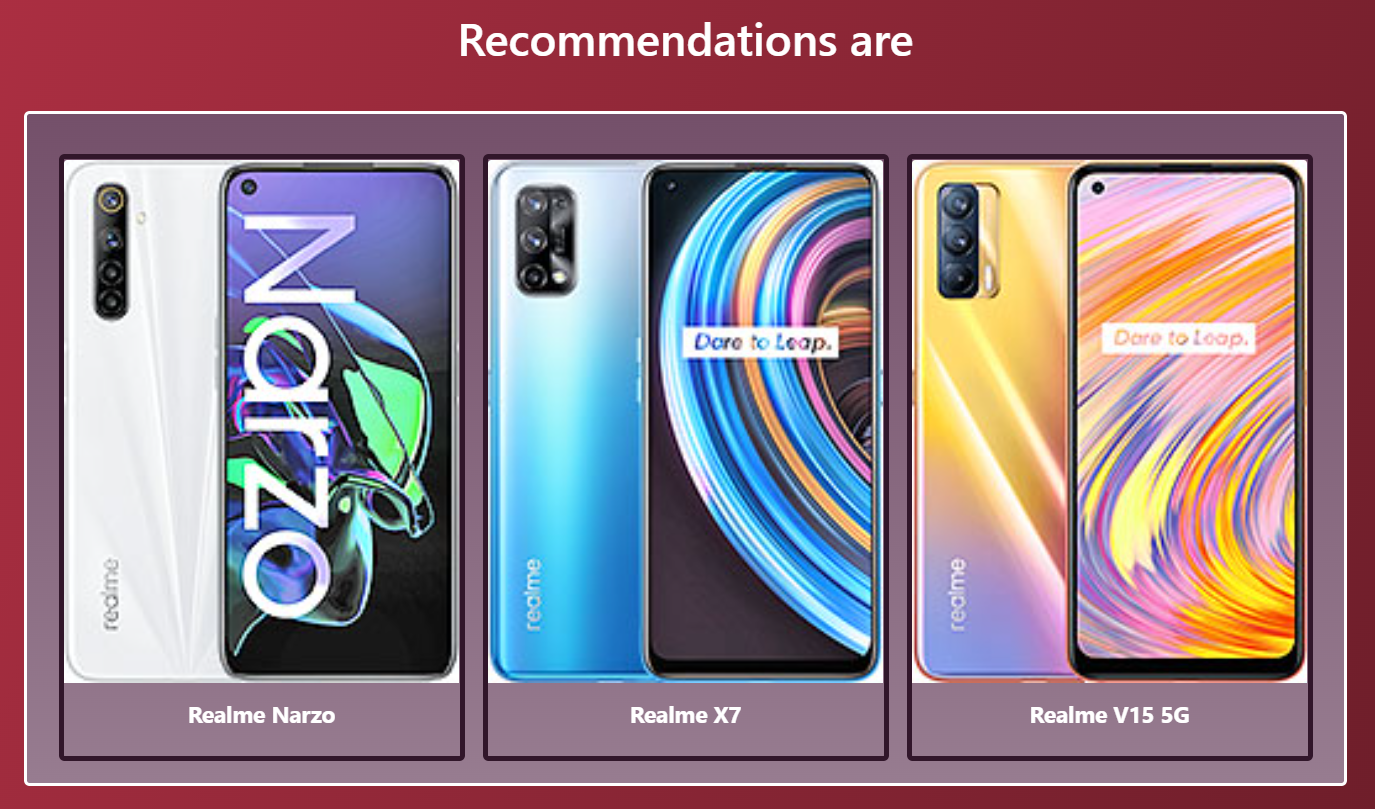 Recommendations are
realme
Narzo
realme
Dare to Leap.
realme
Dare to Leap.
Realme Narzo
Realme X7
Realme V15 5G